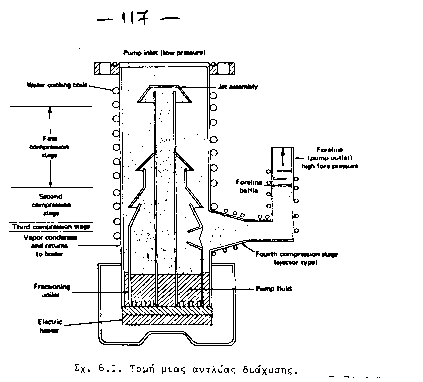 — 117 —
Pump inlet (low pressure)
Water cooling coils
Jet assembly
First
compression
stage
Foreline
(pump outlet)
high fore pressure
Foreline
baffle
Second
compression
stage
Third compression stage
Vapor condenses
and returns
to boiler
Fourth compression stage
(ejector type)
Fractionating
boiler
Pump fluid
Electric
heater
Σχ. 6.1. Τομή μιας αντλίας διάχυσης.